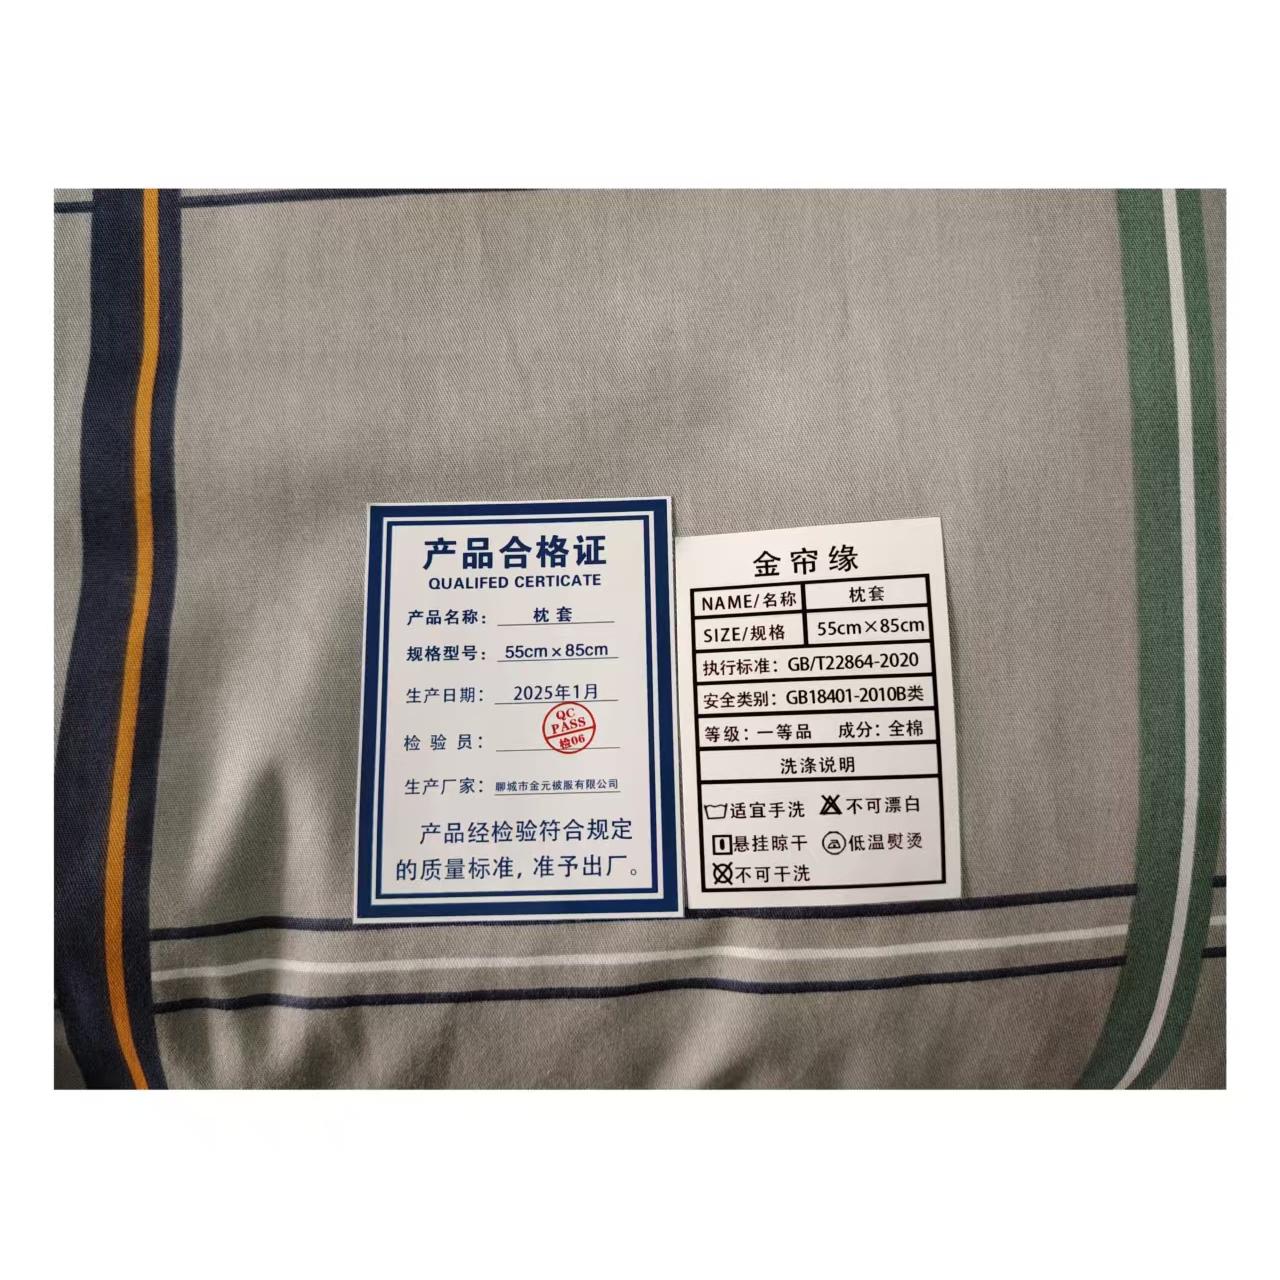 产品合格证
QUALIFED CERTICATE
产品名称： 枕套
规格型号： 55cm×85cm
生产日期： 2025年1月
检 验 员：
QC
PASS
检06
生产厂家： 聊城市金元被服有限公司
产品经检验符合规定
的质量标准，准予出厂。
金帘缘
NAME/名称 枕套
SIZE/规格 55cm×85cm
执行标准：GB/T22864-2020
安全类别：GB18401-2010B类
等级：一等品 成分：全棉
洗涤说明
适宜手洗 不可漂白
悬挂晾干 低温熨烫
不可干洗